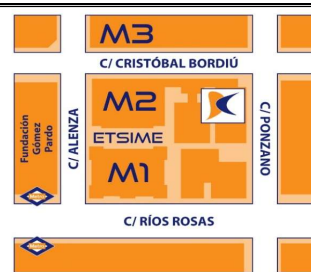 M3
C/ CRISTÓBAL BORDIÚ
Fundación
Gómez
Pardo
C/ ALENZA
M2
ETSIME
M1
C/ PONZANO
C/ RÍOS ROSAS